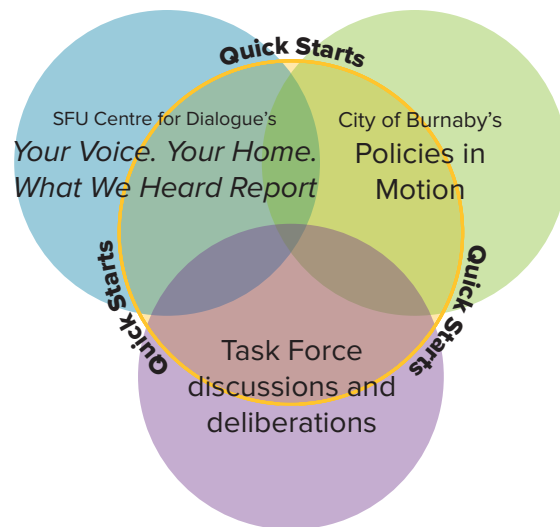 Quick Starts
SFU Centre for Dialogue's
Your Voice. Your Home.
What We Heard Report
City of Burnaby's
Policies in
Motion
Quick Starts
Quick Starts
Task Force
discussions and
deliberations